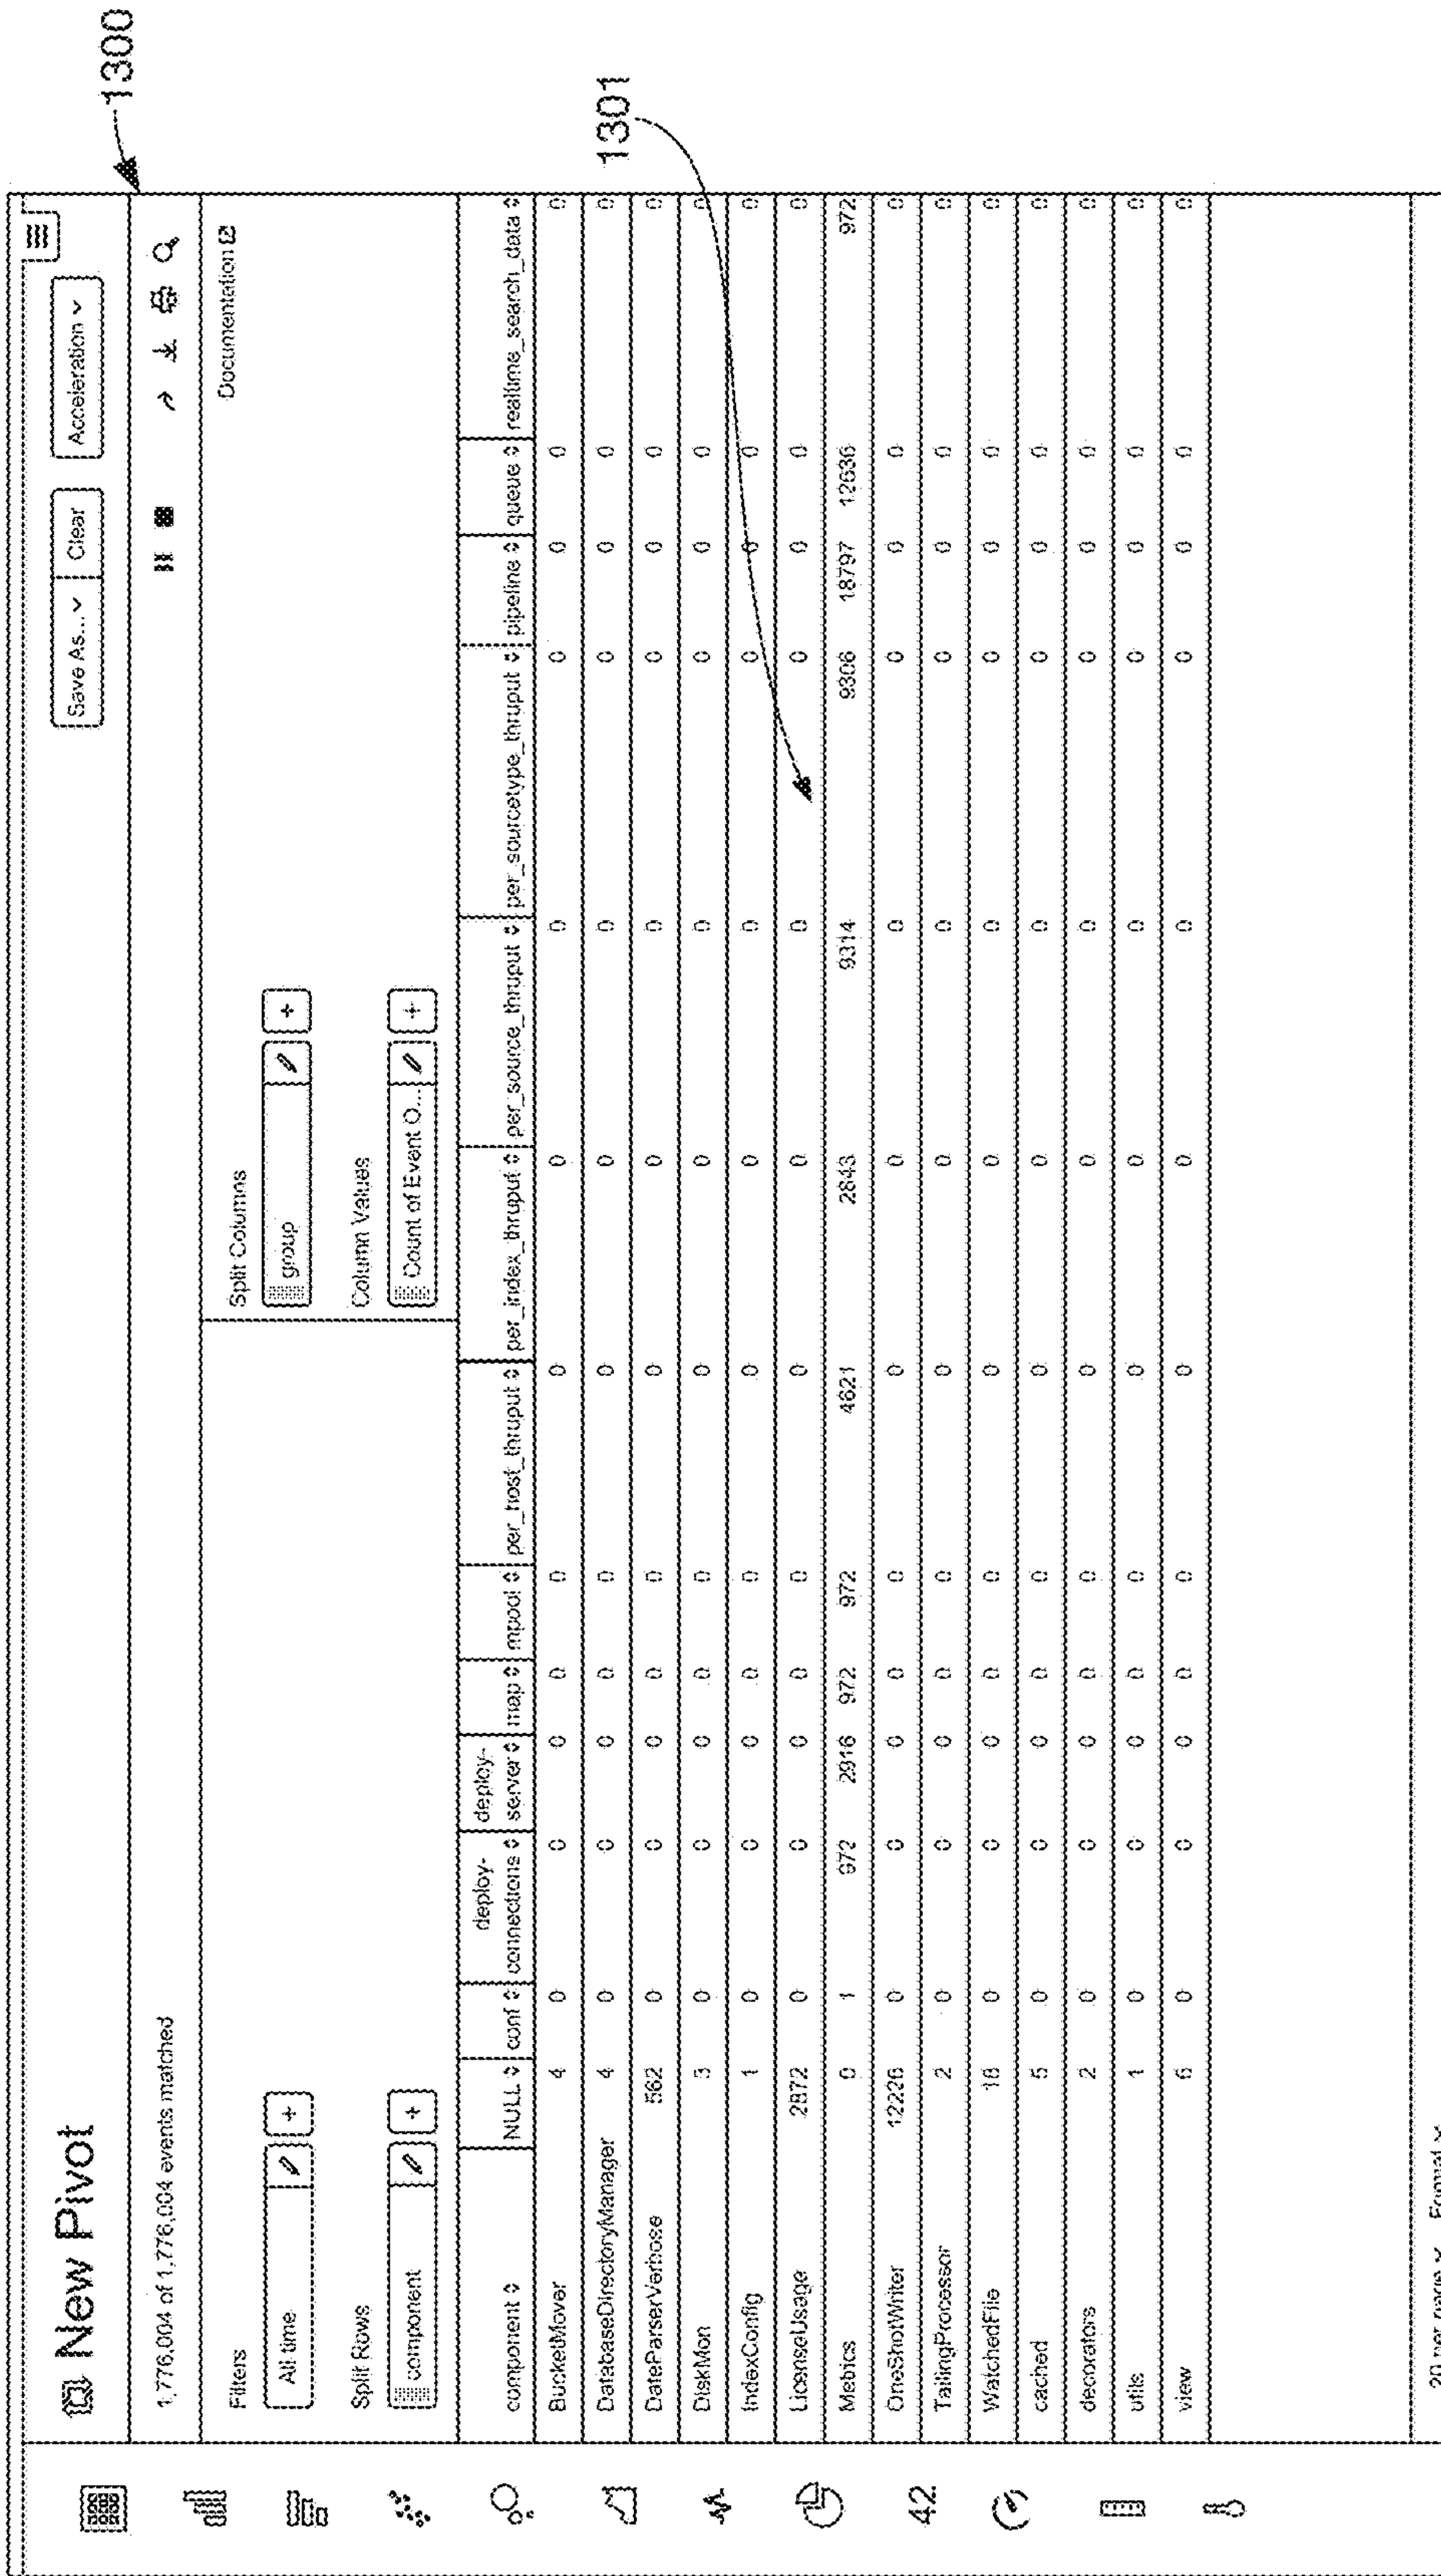 1300
New Pivot
Save As... Clear Acceleration
1,776,004 of 1,776,004 events matched
Filters
All time
+
Split Columns
group
+
Documentation
Split Rows
component
+
Column Values
Count of Event O...
+
1301
component NULL conf deploy-connections deploy-server map mpool per_host_thruput per_index_thruput per_source_thruput per_sourcetype_thruput pipeline queue realtime_search_data
BucketMover 4 0 0 0 0 0 0 0 0 0 0 0 0
DatabaseDirectoryManager 4 0 0 0 0 0 0 0 0 0 0 0 0
DateParserVerbose 562 0 0 0 0 0 0 0 0 0 0 0 0
DiskMon 3 0 0 0 0 0 0 0 0 0 0 0 0
IndexConfig 1 0 0 0 0 0 0 0 0 0 0 0 0
LicenseUsage 2872 0 0 0 0 0 0 0 0 0 0 0 0
Metrics 0 1 972 2916 972 972 4621 2843 9314 9306 18797 12636 972
OneShotWriter 12226 0 0 0 0 0 0 0 0 0 0 0 0
TailingProcessor 2 0 0 0 0 0 0 0 0 0 0 0 0
WatchedFile 18 0 0 0 0 0 0 0 0 0 0 0 0
cached 5 0 0 0 0 0 0 0 0 0 0 0 0
decorators 2 0 0 0 0 0 0 0 0 0 0 0 0
utils 1 0 0 0 0 0 0 0 0 0 0 0 0
view 6 0 0 0 0 0 0 0 0 0 0 0 0
42
20 per page Format